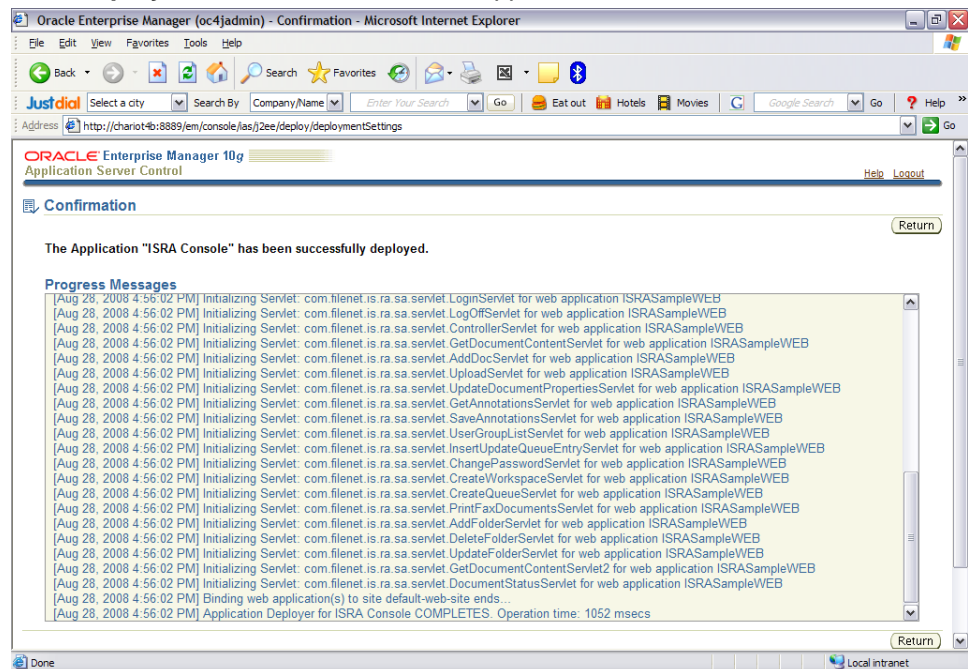 Oracle Enterprise Manager (oc4jadmin) - Confirmation - Microsoft Internet Explorer
File Edit View Favorites Tools Help
Back Search Favorites
Justdial Select a city Search By Company/Name Enter Your Search Go Eat out Hotels Movies G Google Search Go ? Help »
Address http://chariot4b:8889/em/console/ias/j2ee/deploy/deploymentSettings Go
ORACLE Enterprise Manager 10g
Application Server Control
Help Logout
Confirmation
Return
The Application "ISRA Console" has been successfully deployed.
Progress Messages
[Aug 28, 2008 4:56:02 PM] Initializing Servlet: com.filenet.is.ra.sa.servlet.LoginServlet for web application ISRASampleWEB
[Aug 28, 2008 4:56:02 PM] Initializing Servlet: com.filenet.is.ra.sa.servlet.LogOffServlet for web application ISRASampleWEB
[Aug 28, 2008 4:56:02 PM] Initializing Servlet: com.filenet.is.ra.sa.servlet.ControllerServlet for web application ISRASampleWEB
[Aug 28, 2008 4:56:02 PM] Initializing Servlet: com.filenet.is.ra.sa.servlet.GetDocumentContentServlet for web application ISRASampleWEB
[Aug 28, 2008 4:56:02 PM] Initializing Servlet: com.filenet.is.ra.sa.servlet.AddDocServlet for web application ISRASampleWEB
[Aug 28, 2008 4:56:02 PM] Initializing Servlet: com.filenet.is.ra.sa.servlet.UploadServlet for web application ISRASampleWEB
[Aug 28, 2008 4:56:02 PM] Initializing Servlet: com.filenet.is.ra.sa.servlet.UpdateDocumentPropertiesServlet for web application ISRASampleWEB
[Aug 28, 2008 4:56:02 PM] Initializing Servlet: com.filenet.is.ra.sa.servlet.GetAnnotationsServlet for web application ISRASampleWEB
[Aug 28, 2008 4:56:02 PM] Initializing Servlet: com.filenet.is.ra.sa.servlet.SaveAnnotationsServlet for web application ISRASampleWEB
[Aug 28, 2008 4:56:02 PM] Initializing Servlet: com.filenet.is.ra.sa.servlet.UserGroupListServlet for web application ISRASampleWEB
[Aug 28, 2008 4:56:02 PM] Initializing Servlet: com.filenet.is.ra.sa.servlet.InsertUpdateQueueEntryServlet for web application ISRASampleWEB
[Aug 28, 2008 4:56:02 PM] Initializing Servlet: com.filenet.is.ra.sa.servlet.ChangePasswordServlet for web application ISRASampleWEB
[Aug 28, 2008 4:56:02 PM] Initializing Servlet: com.filenet.is.ra.sa.servlet.CreateWorkspaceServlet for web application ISRASampleWEB
[Aug 28, 2008 4:56:02 PM] Initializing Servlet: com.filenet.is.ra.sa.servlet.CreateQueueServlet for web application ISRASampleWEB
[Aug 28, 2008 4:56:02 PM] Initializing Servlet: com.filenet.is.ra.sa.servlet.PrintFaxDocumentsServlet for web application ISRASampleWEB
[Aug 28, 2008 4:56:02 PM] Initializing Servlet: com.filenet.is.ra.sa.servlet.AddFolderServlet for web application ISRASampleWEB
[Aug 28, 2008 4:56:02 PM] Initializing Servlet: com.filenet.is.ra.sa.servlet.DeleteFolderServlet for web application ISRASampleWEB
[Aug 28, 2008 4:56:02 PM] Initializing Servlet: com.filenet.is.ra.sa.servlet.UpdateFolderServlet for web application ISRASampleWEB
[Aug 28, 2008 4:56:02 PM] Initializing Servlet: com.filenet.is.ra.sa.servlet.GetDocumentContentServlet2 for web application ISRASampleWEB
[Aug 28, 2008 4:56:02 PM] Initializing Servlet: com.filenet.is.ra.sa.servlet.DocumentStatusServlet for web application ISRASampleWEB
[Aug 28, 2008 4:56:02 PM] Binding web application(s) to site default-web-site ends...
[Aug 28, 2008 4:56:02 PM] Application Deployer for ISRA Console COMPLETES. Operation time: 1052 msecs
Return
Done Local intranet